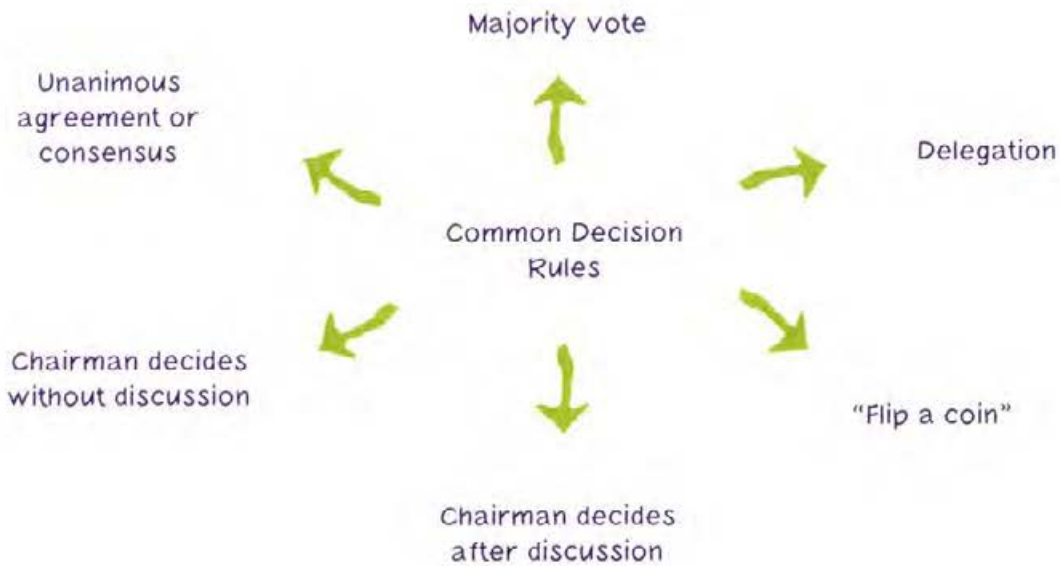 Majority vote
Unanimous
agreement or
consensus
Delegation
Common Decision
Rules
Chairman decides
without discussion
"Flip a coin"
Chairman decides
after discussion